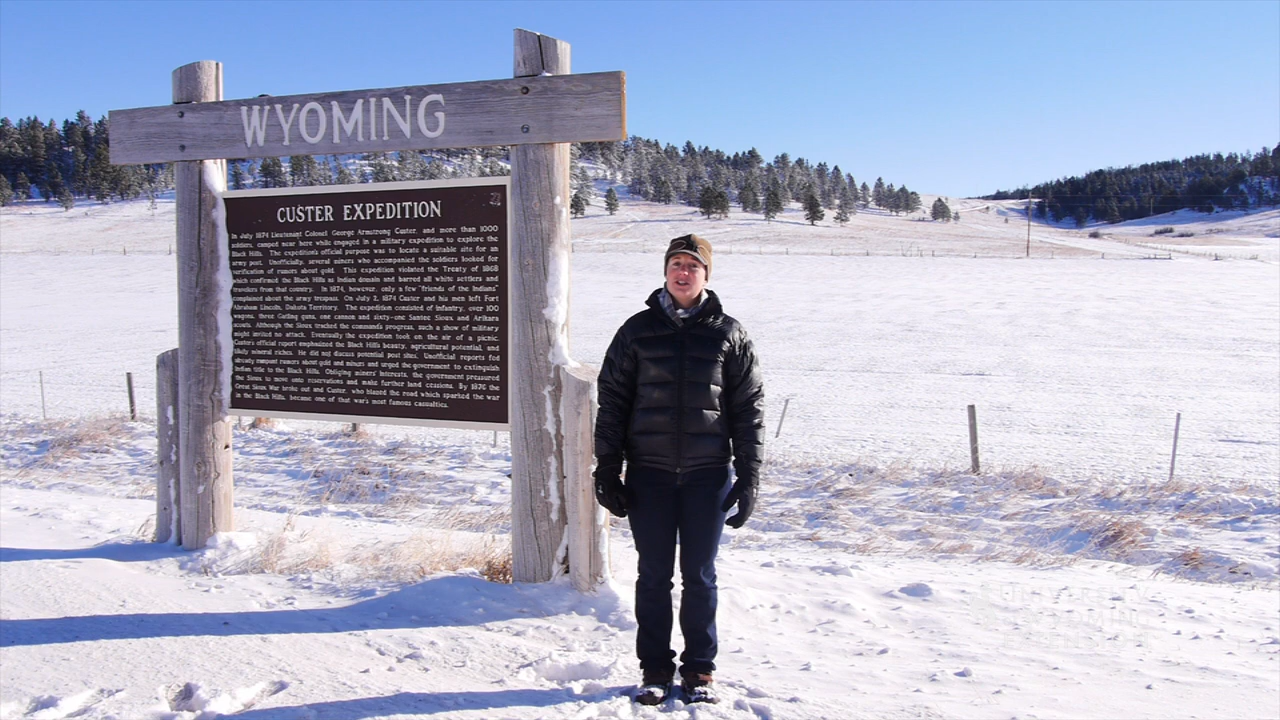 WYOMING
CUSTER EXPEDITION
In July 1874 Lieutenant Colonel George Armstrong Custer, and more than 1000
soldiers, camped near here while engaged in a military expedition to explore the
Black Hills. The expedition's official purpose was to locate a suitable site for an
army post. Unofficially, several miners who accompanied the soldiers looked for
verification of rumors about gold. This expedition violated the Treaty of 1868
which confirmed the Black Hills as Indian domain and barred all white settlers and
travelers from that country. In 1874, however, only a few "friends of the Indians"
complained about the army trespass. On July 2, 1874 Custer and his men left Fort
Abraham Lincoln, Dakota Territory. The expedition consisted of infantry, over 100
wagons, three Gatling guns, one cannon and sixty-one Santee Sioux and Arikara
scouts. Although the Sioux tracked the command's progress, such a show of military
might invited no attack. Eventually the expedition took on the air of a picnic.
Custer's official report emphasized the Black Hills beauty, agricultural potential, and
likely mineral riches. He did not discuss potential post sites. Unofficial reports fed
already rampant rumors about gold and miners and urged the government to extinguish
Indian title to the Black Hills. Obliging miners' interests, the government pressured
the Sioux to move onto reservations and make further land cessions. By 1876 the
Great Sioux War broke out and Custer, who blazed the road which sparked the war
in the Black Hills, became one of that war's most famous casualties.
UNIVERSITY
OF WYOMING
EXTENSION